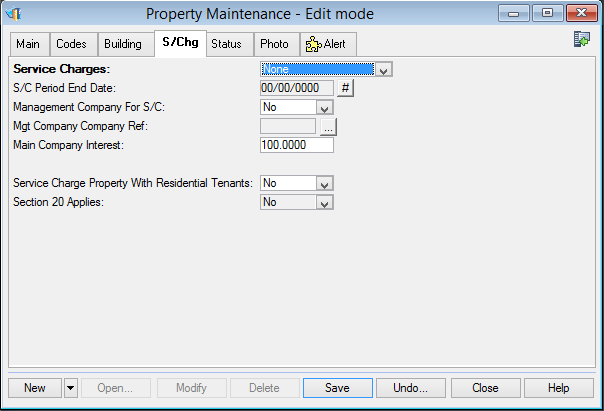 Property Maintenance - Edit mode
Main Codes Building S/Chg Status Photo Alert
Service Charges: None
S/C Period End Date: 00/00/0000 #
Management Company For S/C: No
Mgt Company Company Ref: ...
Main Company Interest: 100.0000
Service Charge Property With Residential Tenants: No
Section 20 Applies: No
New Open... Modify Delete Save Undo... Close Help